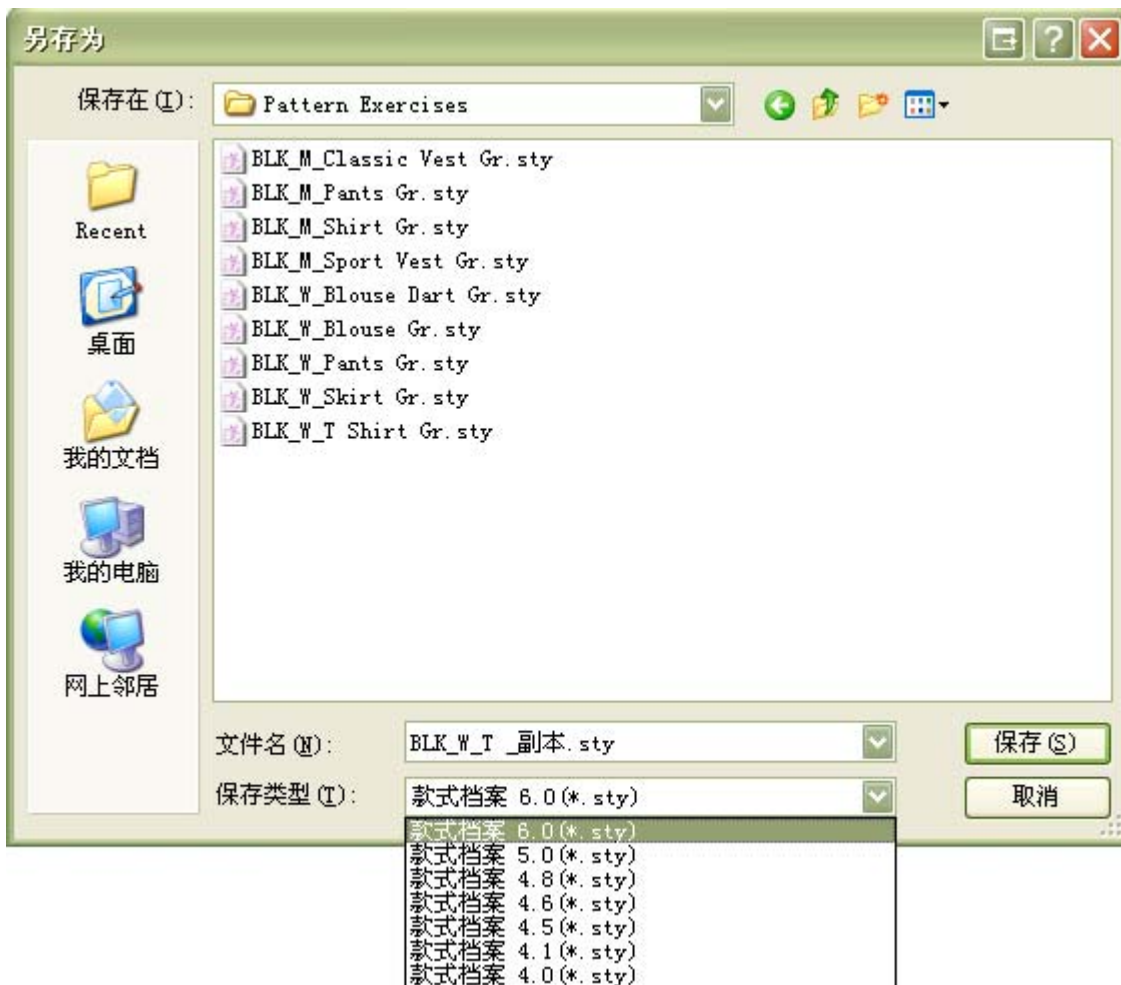 另存为
保存在(I):
Pattern Exercises
BLK_M_Classic Vest Gr.sty
BLK_M_Pants Gr.sty
BLK_M_Shirt Gr.sty
BLK_M_Sport Vest Gr.sty
BLK_W_Blouse Dart Gr.sty
BLK_W_Blouse Gr.sty
BLK_W_Pants Gr.sty
BLK_W_Skirt Gr.sty
BLK_W_T Shirt Gr.sty
Recent
桌面
我的文档
我的电脑
网上邻居
文件名(N):
BLK_W_T _副本.sty
保存(S)
保存类型(T):
款式档案 6.0(*.sty)
取消
款式档案 6.0(*.sty)
款式档案 5.0(*.sty)
款式档案 4.8(*.sty)
款式档案 4.6(*.sty)
款式档案 4.5(*.sty)
款式档案 4.1(*.sty)
款式档案 4.0(*.sty)